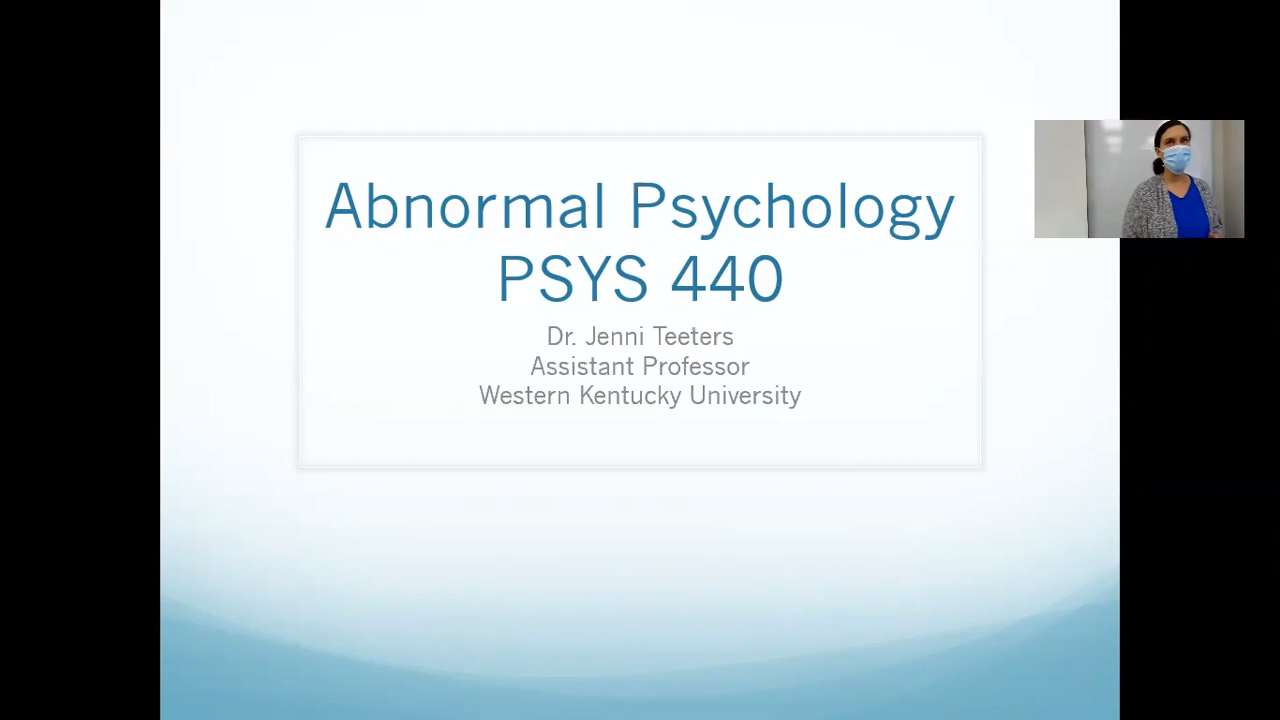 Abnormal Psychology
PSYS 440
Dr. Jenni Teeters
Assistant Professor
Western Kentucky University